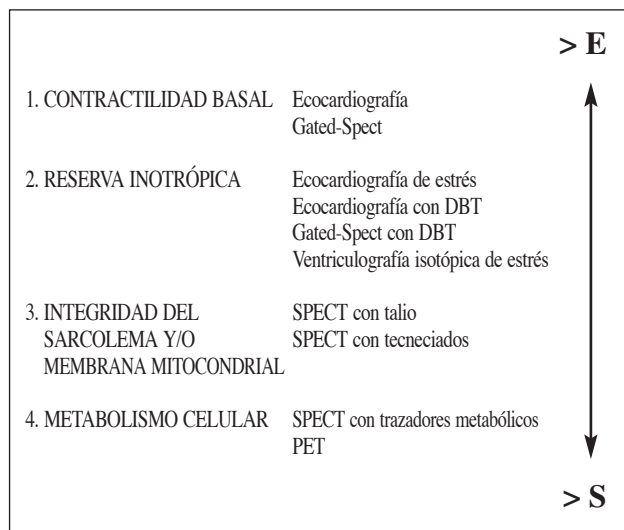 > E
1. CONTRACTILIDAD BASAL Ecocardiografía
Gated-Spect
2. RESERVA INOTRÓPICA Ecocardiografía de estrés
Ecocardiografía con DBT
Gated-Spect con DBT
Ventriculografía isotópica de estrés
3. INTEGRIDAD DEL SPECT con talio
SARCOLEMA Y/O SPECT con tecneciados
MEMBRANA MITOCONDRIAL
4. METABOLISMO CELULAR SPECT con trazadores metabólicos
PET
> S